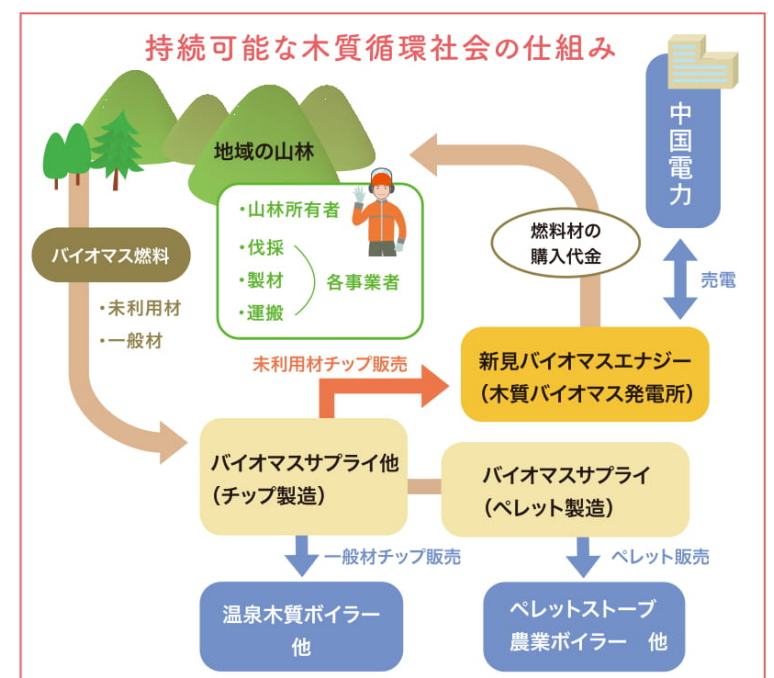 持続可能な木質循環社会の仕組み
中国電力
地域の山林
・山林所有者
・伐採
・製材
・運搬
各事業者
燃料材の
購入代金
売電
バイオマス燃料
・未利用材
・一般材
未利用材チップ販売
新見バイオマスエナジー
（木質バイオマス発電所）
バイオマスサプライ他
（チップ製造）
バイオマスサプライ
（ペレット製造）
一般材チップ販売
ペレット販売
温泉木質ボイラー
他
ペレットストーブ
農業ボイラー　他